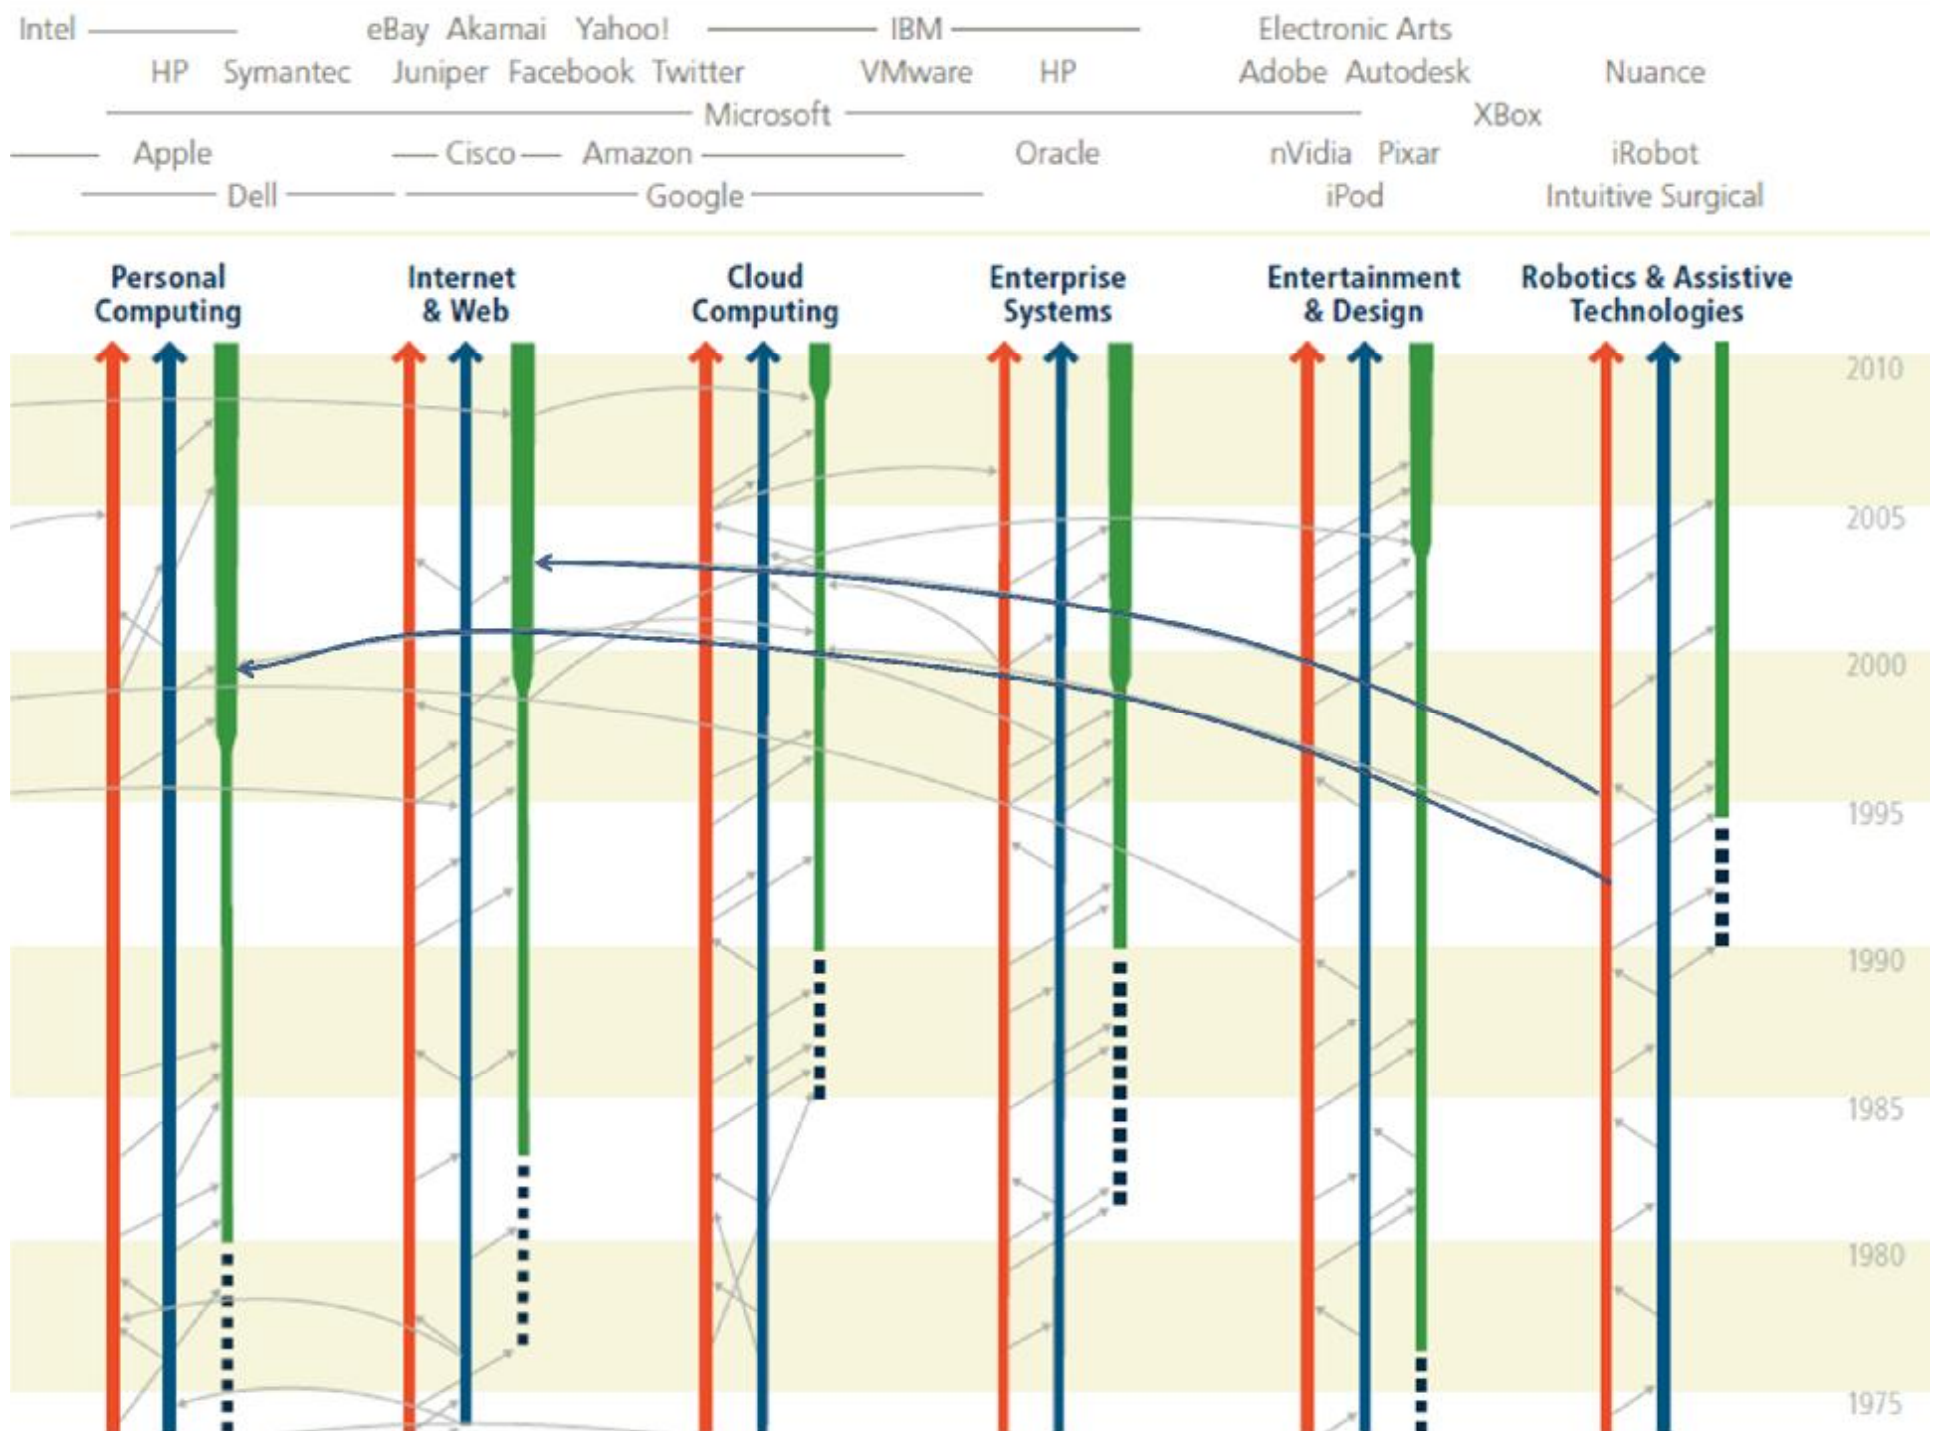 Intel eBay Akamai Yahoo! IBM Electronic Arts
HP Symantec Juniper Facebook Twitter VMware HP Adobe Autodesk Nuance
Microsoft XBox
Apple Cisco Amazon Oracle nVidia Pixar iRobot
Dell Google iPod Intuitive Surgical
Personal Computing
Internet & Web
Cloud Computing
Enterprise Systems
Entertainment & Design
Robotics & Assistive Technologies
2010
2005
2000
1995
1990
1985
1980
1975